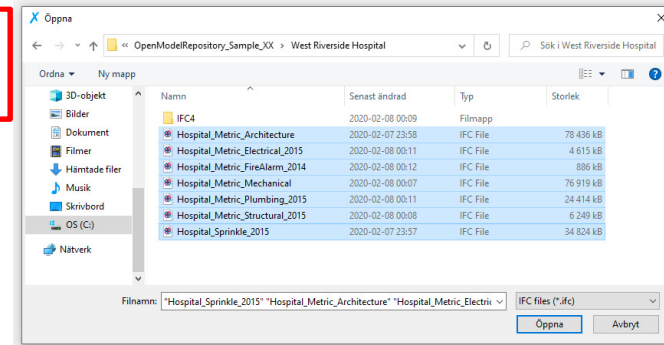 Öppna
« OpenModelRepository_Sample_XX > West Riverside Hospital
Sök i West Riverside Hospital
Ordna Ny mapp
Namn Senast ändrad Typ Storlek
3D-objekt
Bilder
Dokument
Filmer
Hämtade filer
Musik
Skrivbord
OS (C:)
Nätverk
IFC4 2020-02-08 00:09 Filmapp
Hospital_Metric_Architecture 2020-02-07 23:58 IFC File 78 436 kB
Hospital_Metric_Electrical_2015 2020-02-08 00:11 IFC File 4 615 kB
Hospital_Metric_FireAlarm_2014 2020-02-08 00:12 IFC File 886 kB
Hospital_Metric_Mechanical 2020-02-08 00:07 IFC File 76 919 kB
Hospital_Metric_Plumbing_2015 2020-02-08 00:11 IFC File 24 414 kB
Hospital_Metric_Structural_2015 2020-02-08 00:08 IFC File 6 249 kB
Hospital_Sprinkle_2015 2020-02-07 23:57 IFC File 34 824 kB
Filnamn: "Hospital_Sprinkle_2015" "Hospital_Metric_Architecture" "Hospital_Metric_Electric IFC files (*.ifc)
Öppna Avbryt